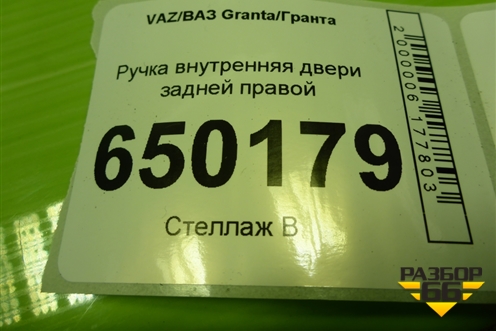 VAZ/ВАЗ Granta/Гранта
Ручка внутренняя двери
задней правой
650179
Стеллаж В
2000006177803
РАЗБОР
66